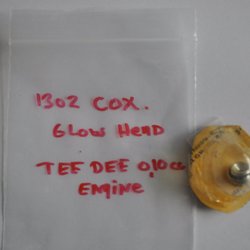 1302 COX.
GLOW HEAD
TEE DEE 0,10cc
ENGINE